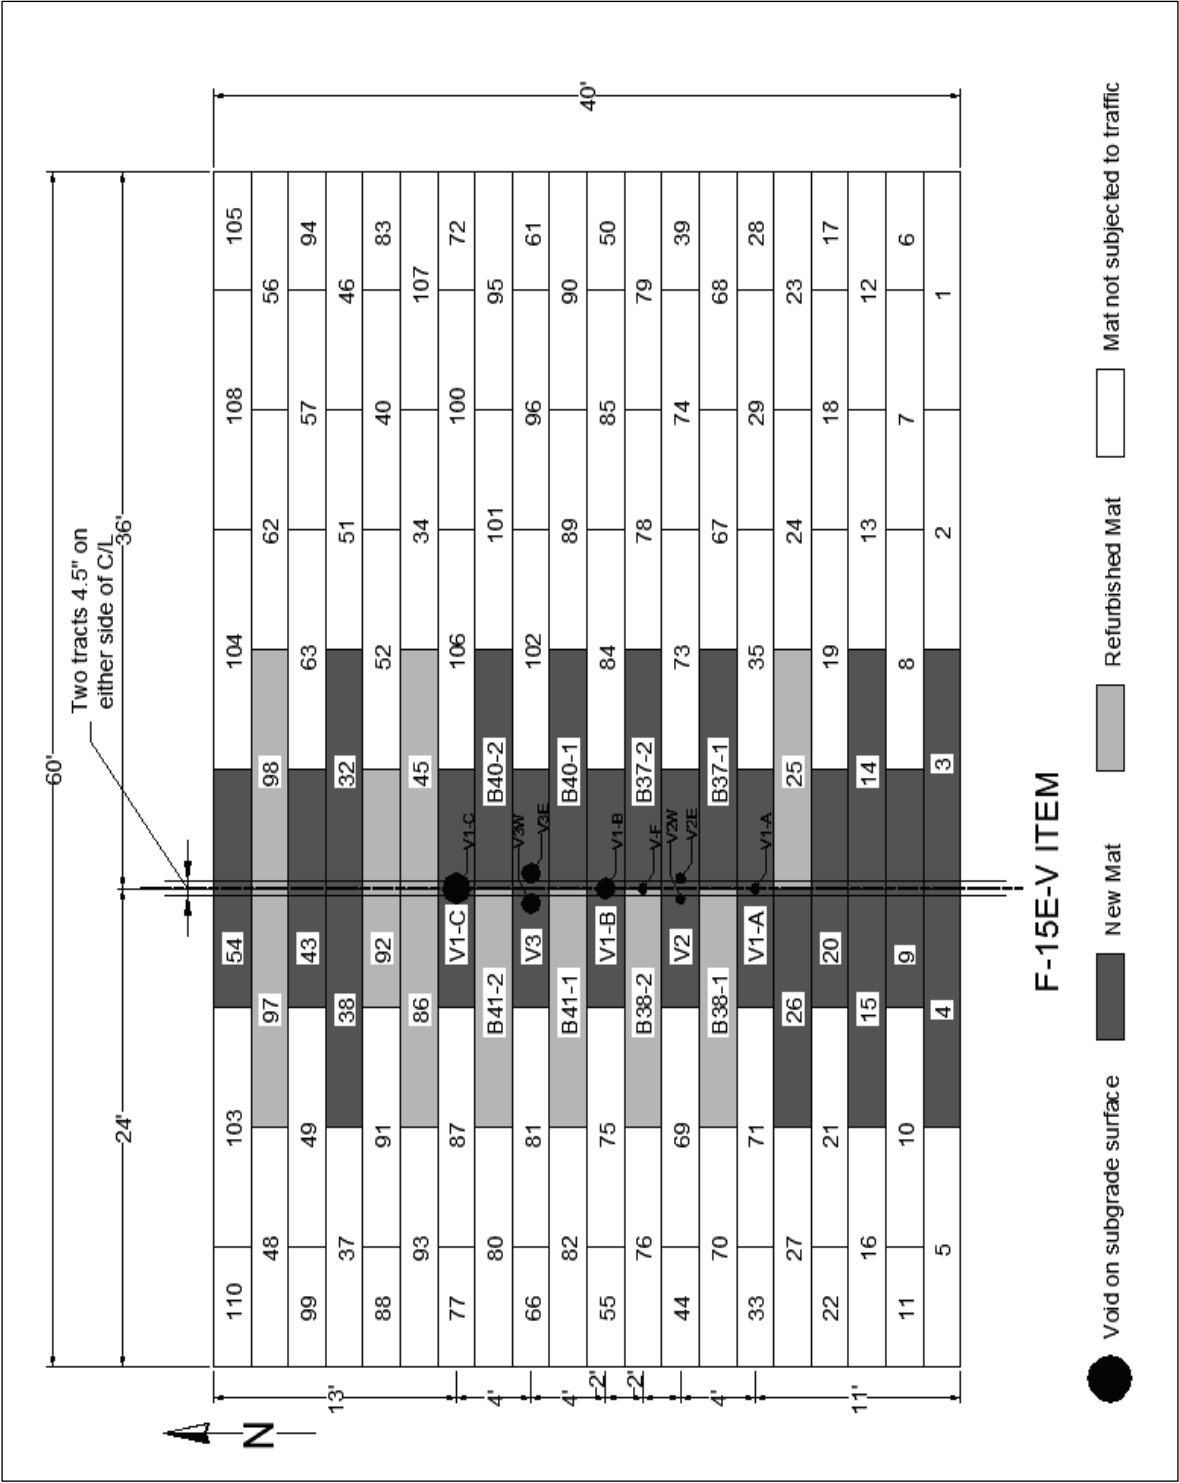 60'
24'
36'
Two tracts 4.5" on
either side of C/L
40'
N
13'
4'
4'
2'
2'
4'
11'
110 103 54 104 108 105
48 97 98 62 56
99 49 43 63 57 94
37 38 32 51 46
88 91 92 52 40 83
93 86 45 34 107
77 87 V1-C V1-C 106 100 72
80 B41-2 B40-2 101 95
66 81 V3 V3W V3E 102 96 61
82 B41-1 B40-1 89 90
55 75 V1-B V1-B 84 85 50
76 B38-2 V-F B37-2 78 79
44 69 V2 V2W V2E 73 74 39
70 B38-1 B37-1 67 68
33 71 V1-A V1-A 35 29 28
27 26 25 24 23
22 21 20 19 18 17
16 15 14 13 12
11 10 9 8 7 6
5 4 3 2 1
F-15E-V ITEM
Void on subgrade surface
New Mat
Refurbished Mat
Mat not subjected to traffic